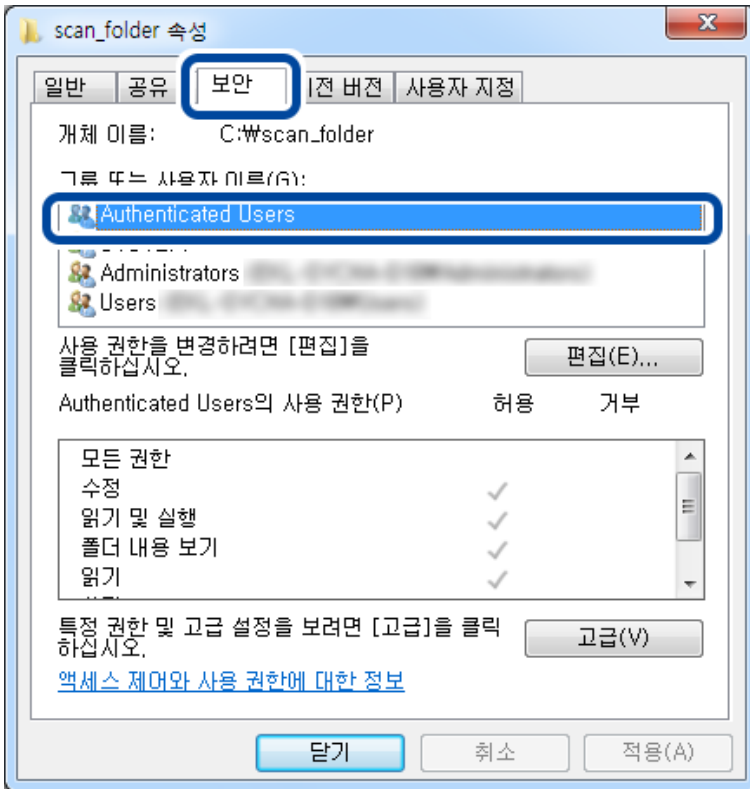 scan_folder 속성
일반 공유 보안 이전 버전 사용자 지정
개체 이름: C:\scan_folder
그룹 또는 사용자 이름(G):
Authenticated Users
Administrators
Users
사용 권한을 변경하려면 [편집]을
클릭하십시오.
편집(E)...
Authenticated Users의 사용 권한(P) 허용 거부
모든 권한
수정
읽기 및 실행
폴더 내용 보기
읽기
특정 권한 및 고급 설정을 보려면 [고급]을 클릭
하십시오.
고급(V)
액세스 제어와 사용 권한에 대한 정보
닫기 취소 적용(A)